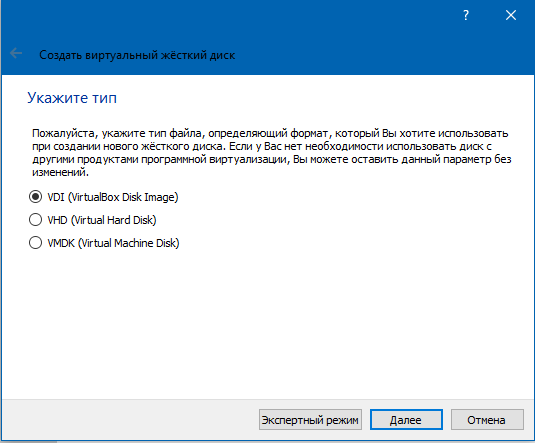 ?
Создать виртуальный жёсткий диск
Укажите тип
Пожалуйста, укажите тип файла, определяющий формат, который Вы хотите использовать
при создании нового жёсткого диска. Если у Вас нет необходимости использовать диск с
другими продуктами программной виртуализации, Вы можете оставить данный параметр без
изменений.
VDI (VirtualBox Disk Image)
VHD (Virtual Hard Disk)
VMDK (Virtual Machine Disk)
Экспертный режим Далее Отмена